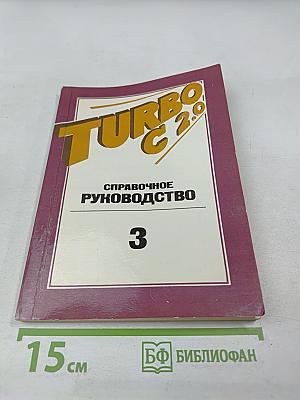 TURBO
C 2.0
СПРАВОЧНОЕ
РУКОВОДСТВО
3
15 см
БФ БИБЛИОФАН